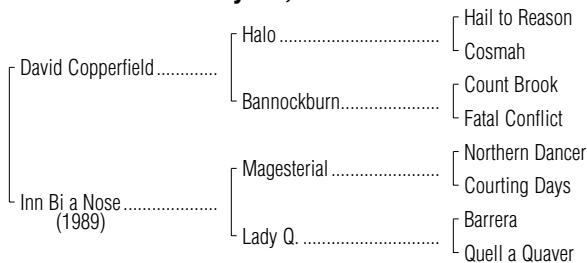 Hail to Reason
Halo
Cosmah
David Copperfield
Count Brook
Bannockburn
Fatal Conflict
Northern Dancer
Magesterial
Courting Days
Inn Bi a Nose
(1989)
Barrera
Lady Q.
Quell a Quaver